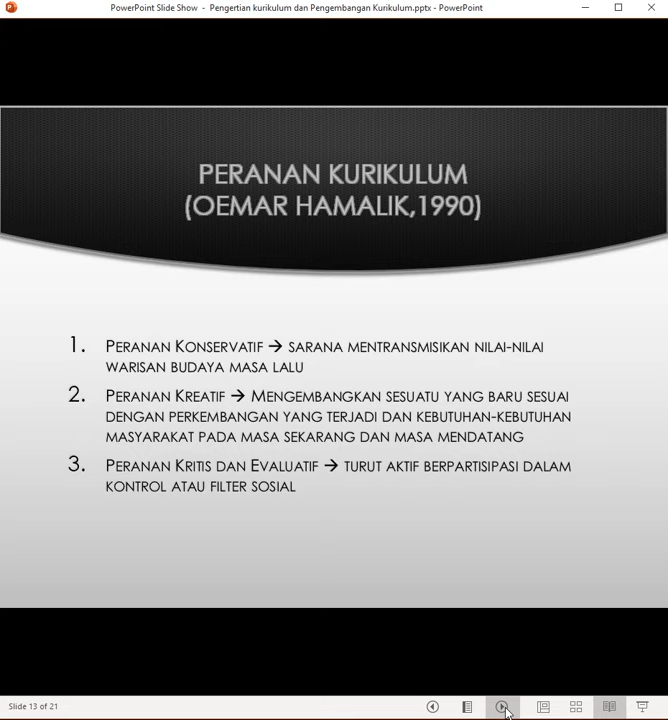 PowerPoint Slide Show - Pengertian kurikulum dan Pengembangan Kurikulum.pptx - PowerPoint
PERANAN KURIKULUM
(OEMAR HAMALIK,1990)
1. PERANAN KONSERVATIF → SARANA MENTRANSMISIKAN NILAI-NILAI
WARISAN BUDAYA MASA LALU
2. PERANAN KREATIF → MENGEMBANGKAN SESUATU YANG BARU SESUAI
DENGAN PERKEMBANGAN YANG TERJADI DAN KEBUTUHAN-KEBUTUHAN
MASYARAKAT PADA MASA SEKARANG DAN MASA MENDATANG
3. PERANAN KRITIS DAN EVALUATIF → TURUT AKTIF BERPARTISIPASI DALAM
KONTROL ATAU FILTER SOSIAL
Slide 13 of 21